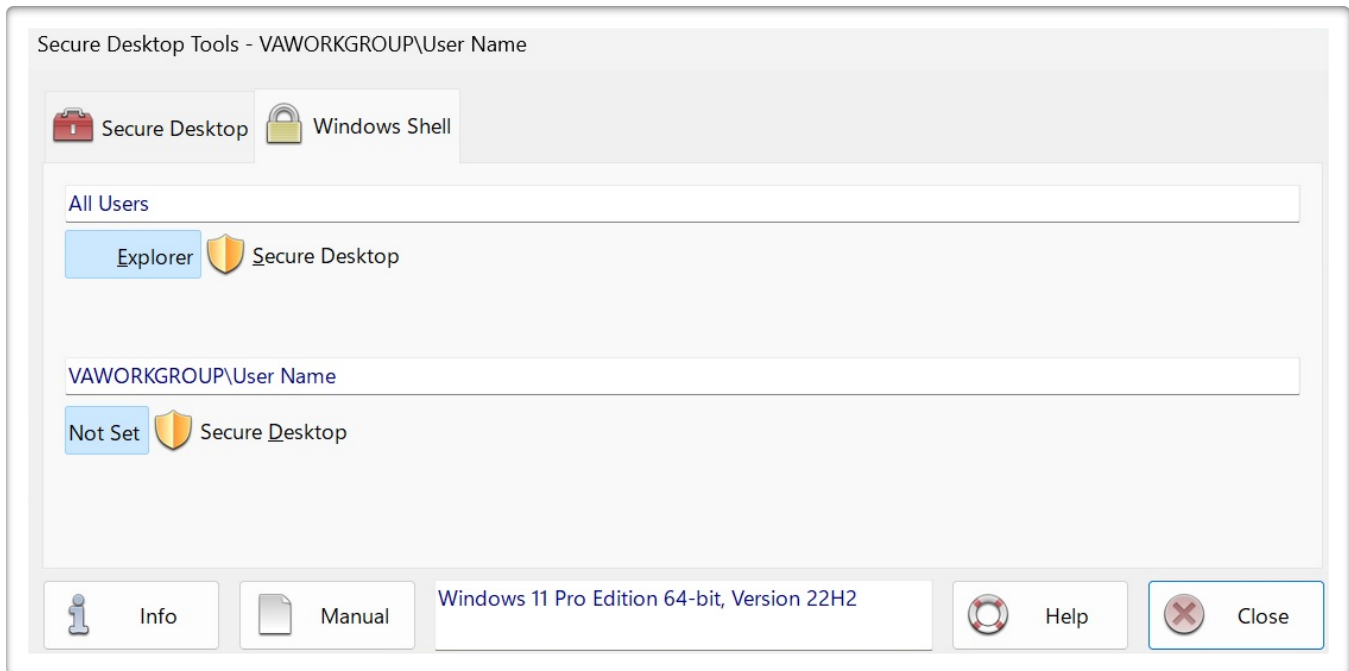 Secure Desktop Tools - VAWORKGROUP\User Name
Secure Desktop Windows Shell
All Users
Explorer Secure Desktop
VAWORKGROUP\User Name
Not Set Secure Desktop
Info Manual Windows 11 Pro Edition 64-bit, Version 22H2 Help Close